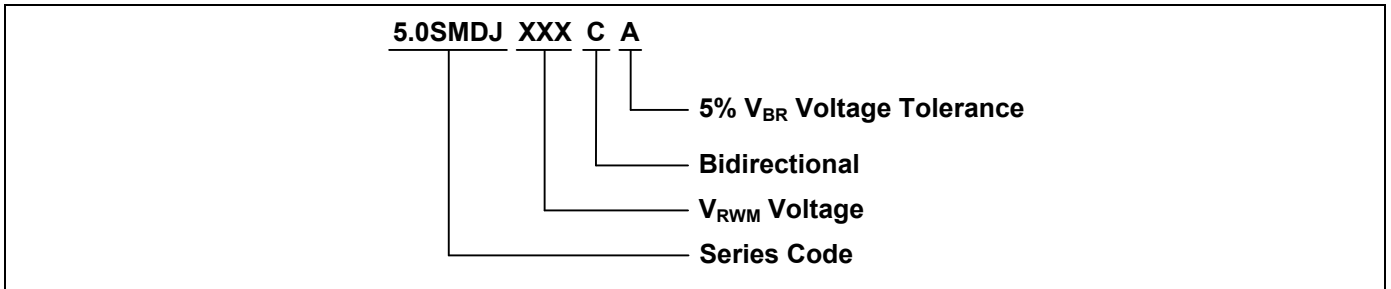 5.0SMDJ XXX C A
5% VBR Voltage Tolerance
Bidirectional
VRWM Voltage
Series Code